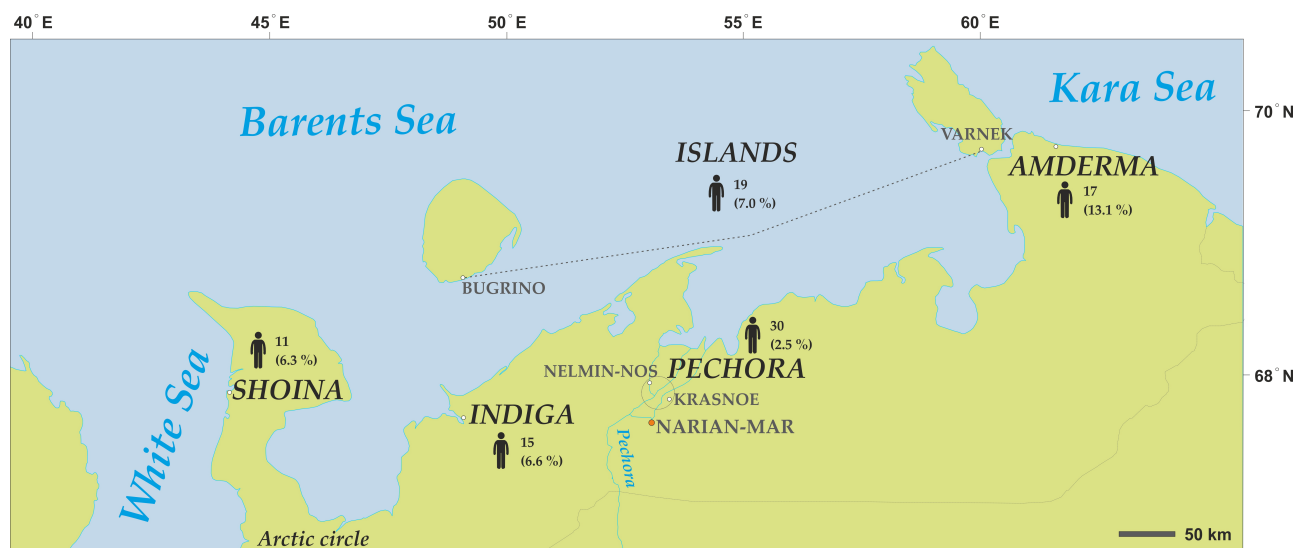 40°E 45°E 50°E 55°E 60°E
Kara Sea
Barents Sea
70°N
VARNEK
ISLANDS
AMDERMA
19
(7.0 %)
17
(13.1 %)
BUGRINO
11
(6.3 %)
30
(2.5 %)
NELMIN-NOS
PECHORA
68°N
SHOINA
KRASNOE
White Sea
INDIGA
NARIAN-MAR
15
(6.6 %)
Pechora
Arctic circle
50 km